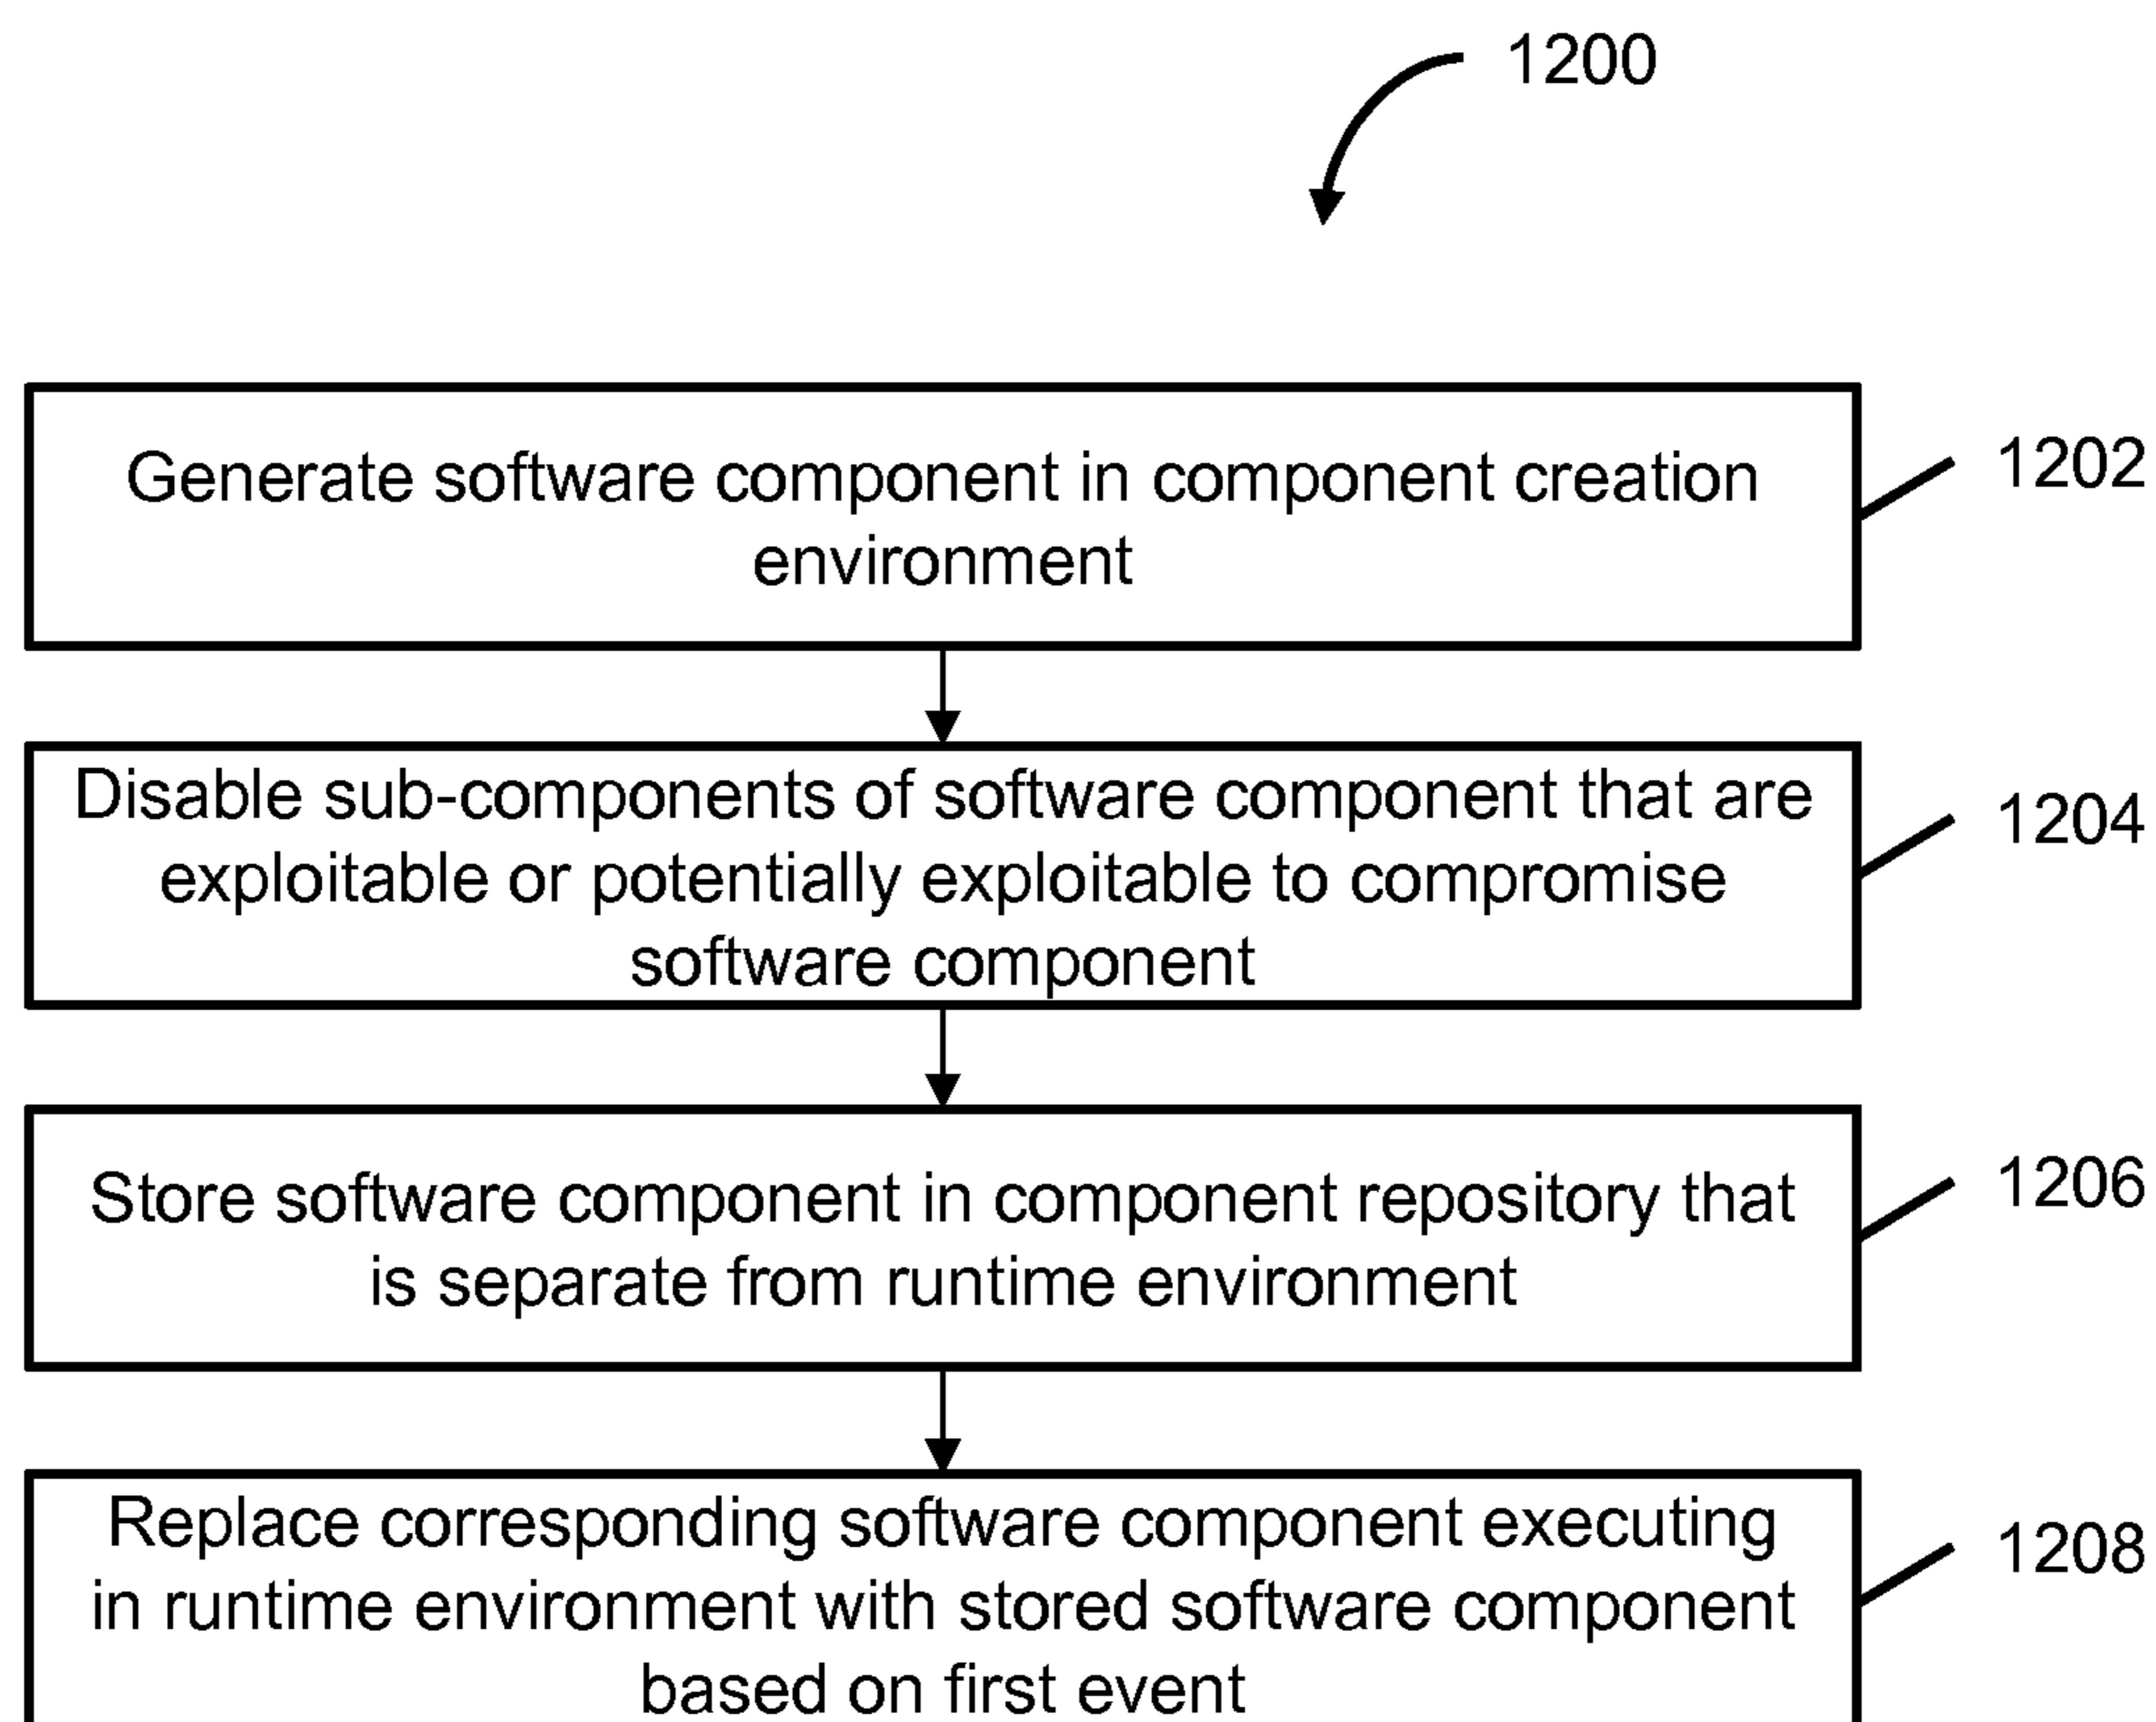 1200
Generate software component in component creation
environment
1202
Disable sub-components of software component that are
exploitable or potentially exploitable to compromise
software component
1204
Store software component in component repository that
is separate from runtime environment
1206
Replace corresponding software component executing
in runtime environment with stored software component
based on first event
1208